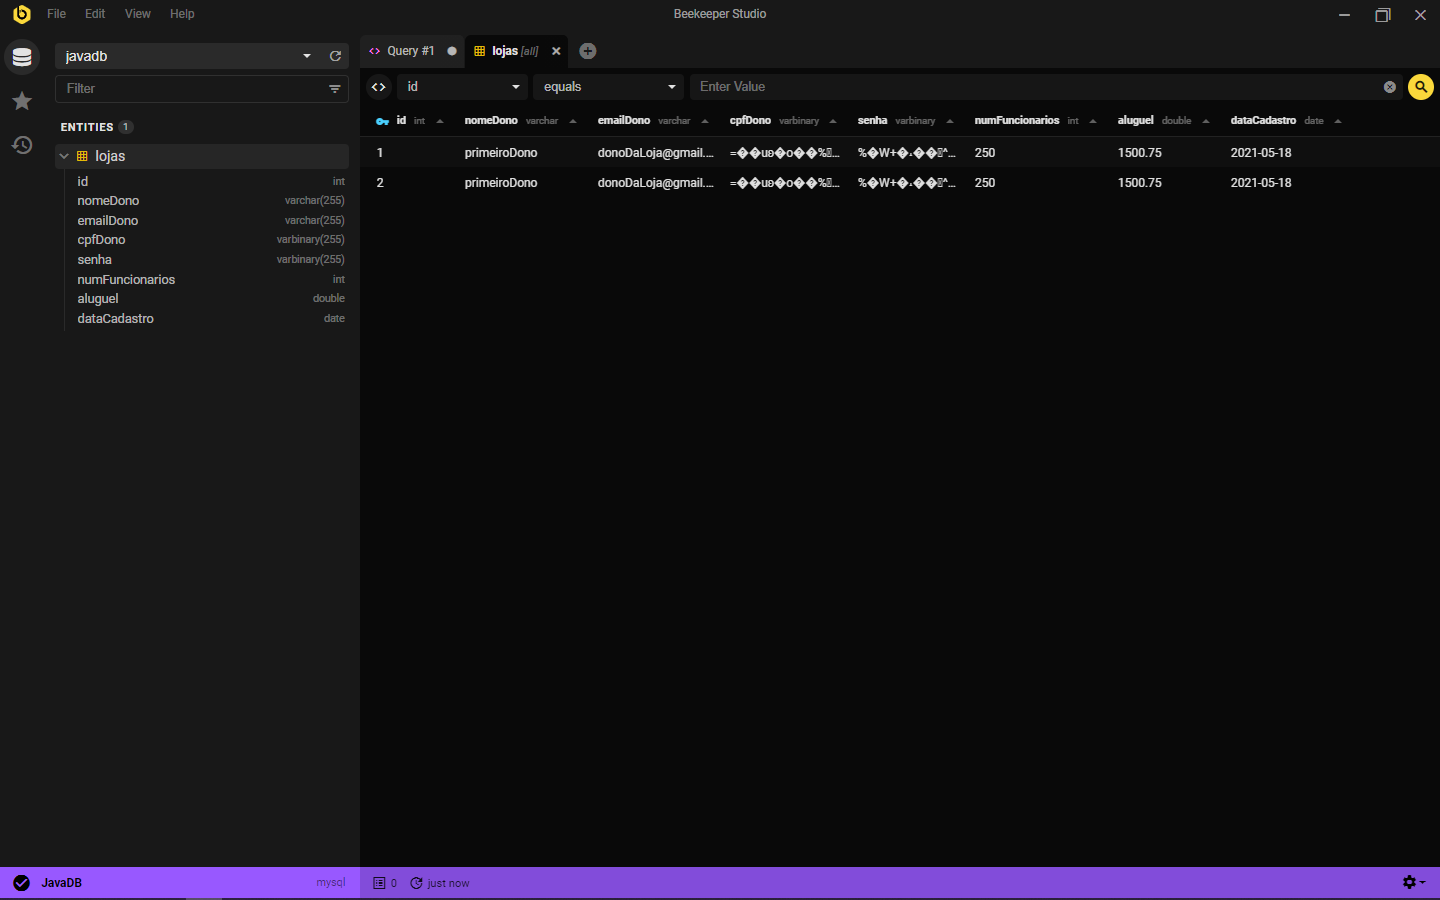 File Edit View Help
Beekeeper Studio
javadb
Filter
ENTITIES 1
lojas
id int
nomeDono varchar(255)
emailDono varchar(255)
cpfDono varbinary(255)
senha varbinary(255)
numFuncionarios int
aluguel double
dataCadastro date
JavaDB mysql
Query #1 lojas [all]
id equals Enter Value
id int nomeDono varchar emailDono varchar cpfDono varbinary senha varbinary numFuncionarios int aluguel double dataCadastro date
1 primeiroDono donoDaLoja@gmail.... 250 1500.75 2021-05-18
2 primeiroDono donoDaLoja@gmail.... 250 1500.75 2021-05-18
0 just now